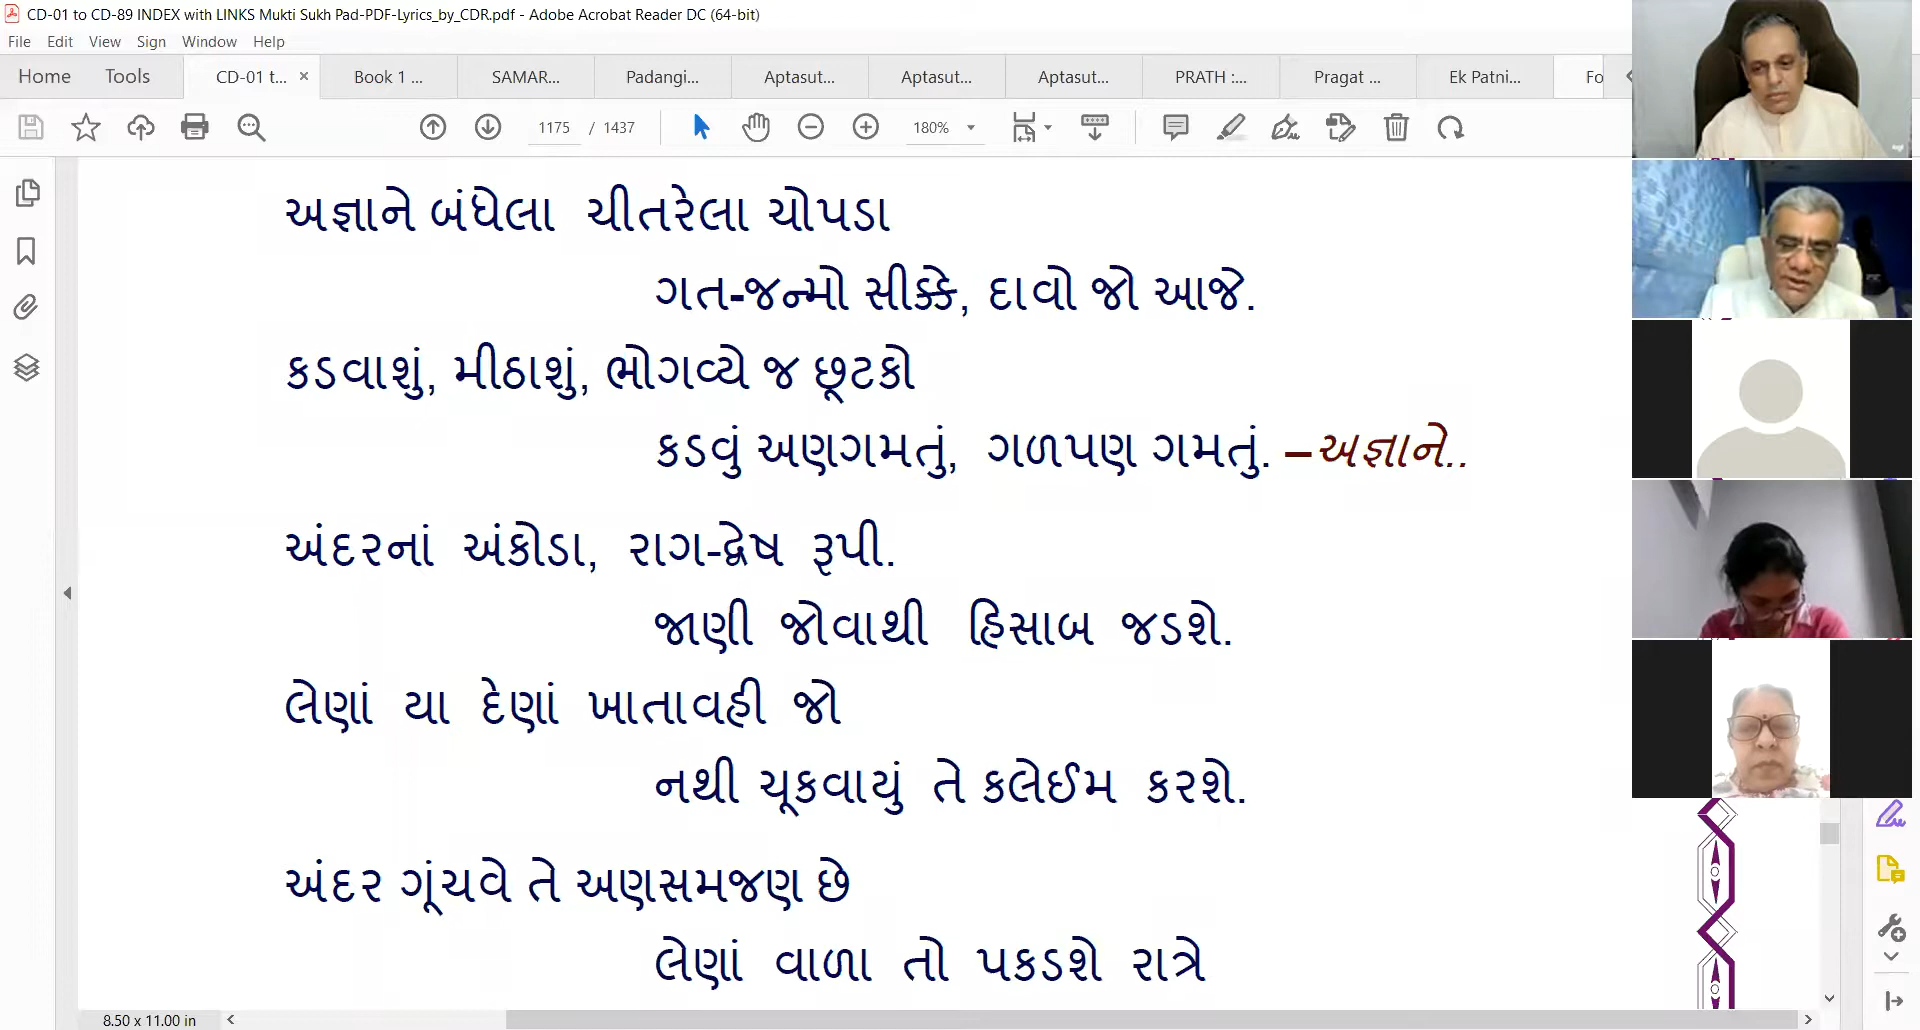 CD-01 to CD-89 INDEX with LINKS Mukti Sukh Pad-PDF-Lyrics_by_CDR.pdf - Adobe Acrobat Reader DC (64-bit)
File Edit View Sign Window Help
Home Tools CD-01 t... Book 1 ... SAMAR... Padangi... Aptasut... Aptasut... Aptasut... PRATH :... Pragat ... Ek Patni... Fo
1175 / 1437 180%
અજ્ઞાને બંધેલા ચીતરેલા ચોપડા
ગત-જન્મો સીક્કે, દાવો જો આજે.
કડવાશું, મીઠાશું, ભોગવ્યે જ છૂટકો
કડવું અણગમતું, ગળપણ ગમતું. –અજ્ઞાને..
અંદરનાં અંકોડા, રાગ-દ્વેષ રૂપી.
જાણી જોવાથી હિસાબ જડશે.
લેણાં યા દેણાં ખાતાવહી જો
નથી ચૂકવાયું તે કલેઈમ કરશે.
અંદર ગૂંચવે તે અણસમજણ છે
લેણાં વાળા તો પકડશે રાત્રે
8.50 x 11.00 in